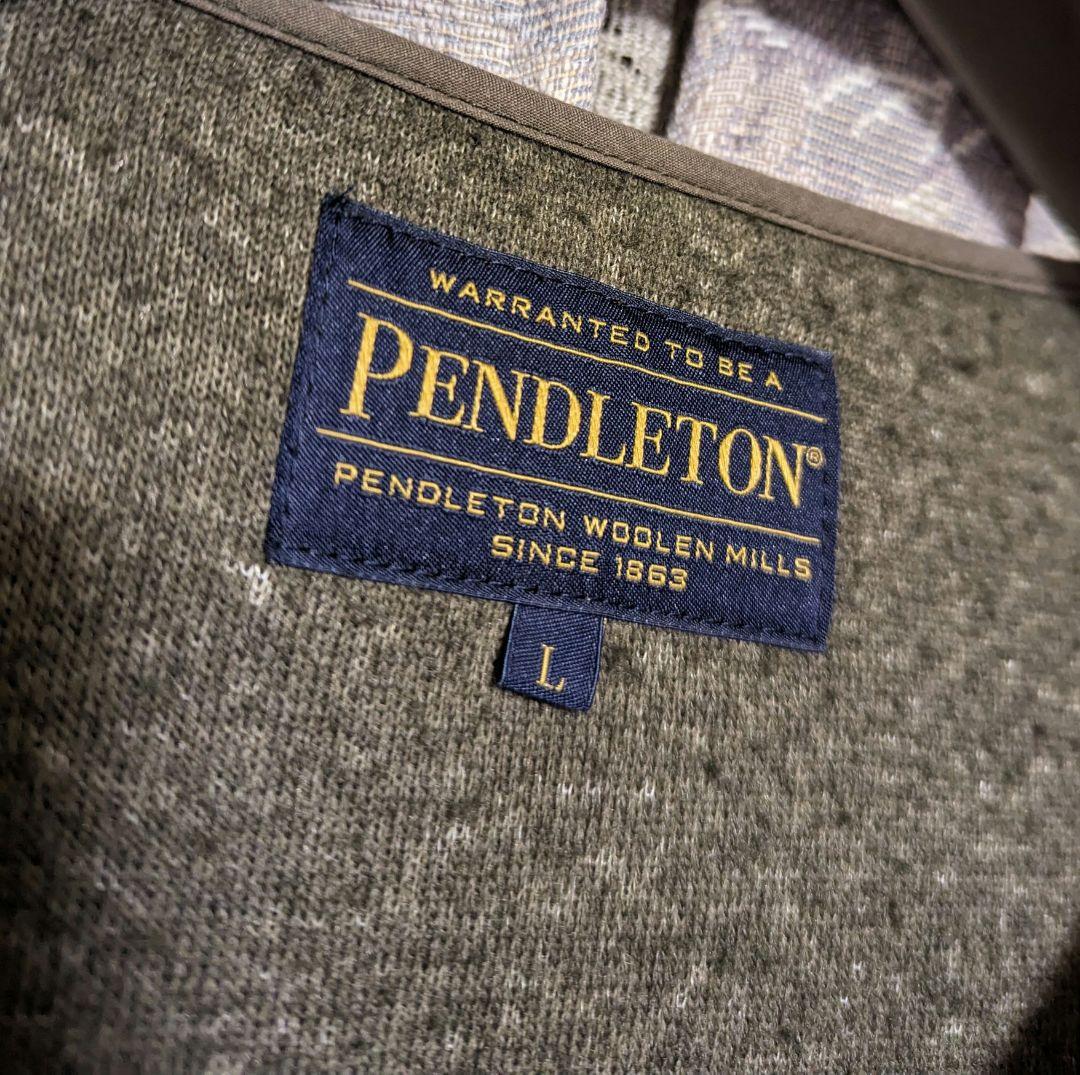 WARRANTED TO BE A
PENDLETON®
PENDLETON WOOLEN MILLS
SINCE 1863
L